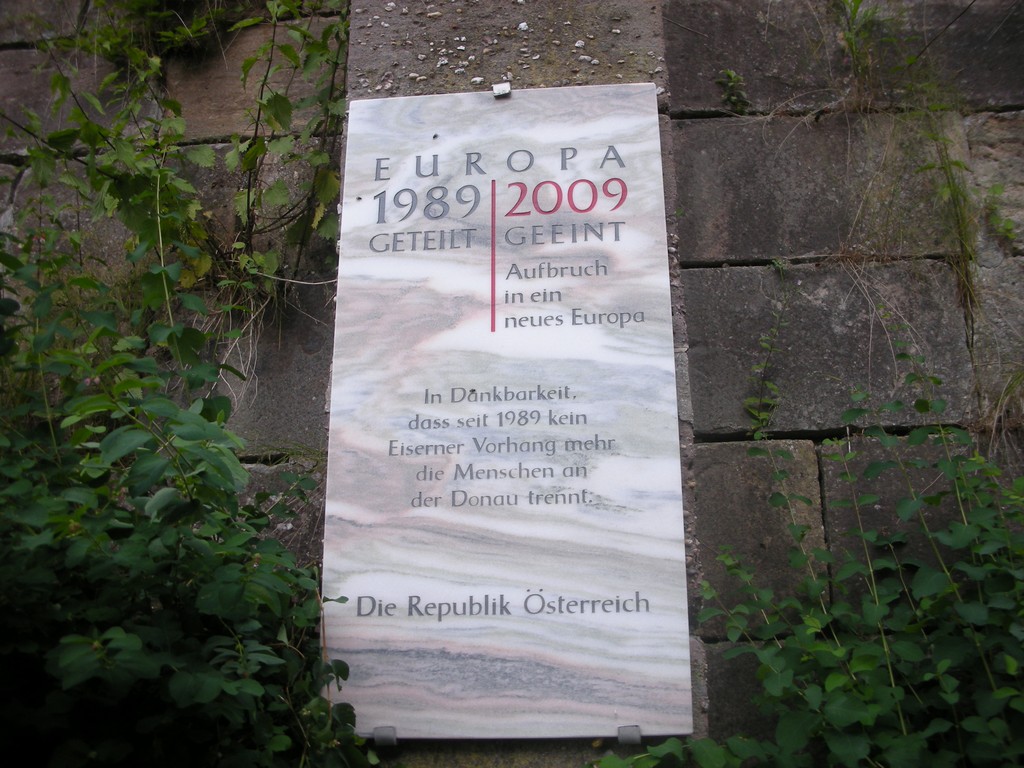 EUROPA
1989 2009
GETEILT GEEINT
Aufbruch
in ein
neues Europa
In Dankbarkeit,
dass seit 1989 kein
Eiserner Vorhang mehr
die Menschen an
der Donau trennt.
Die Republik Österreich